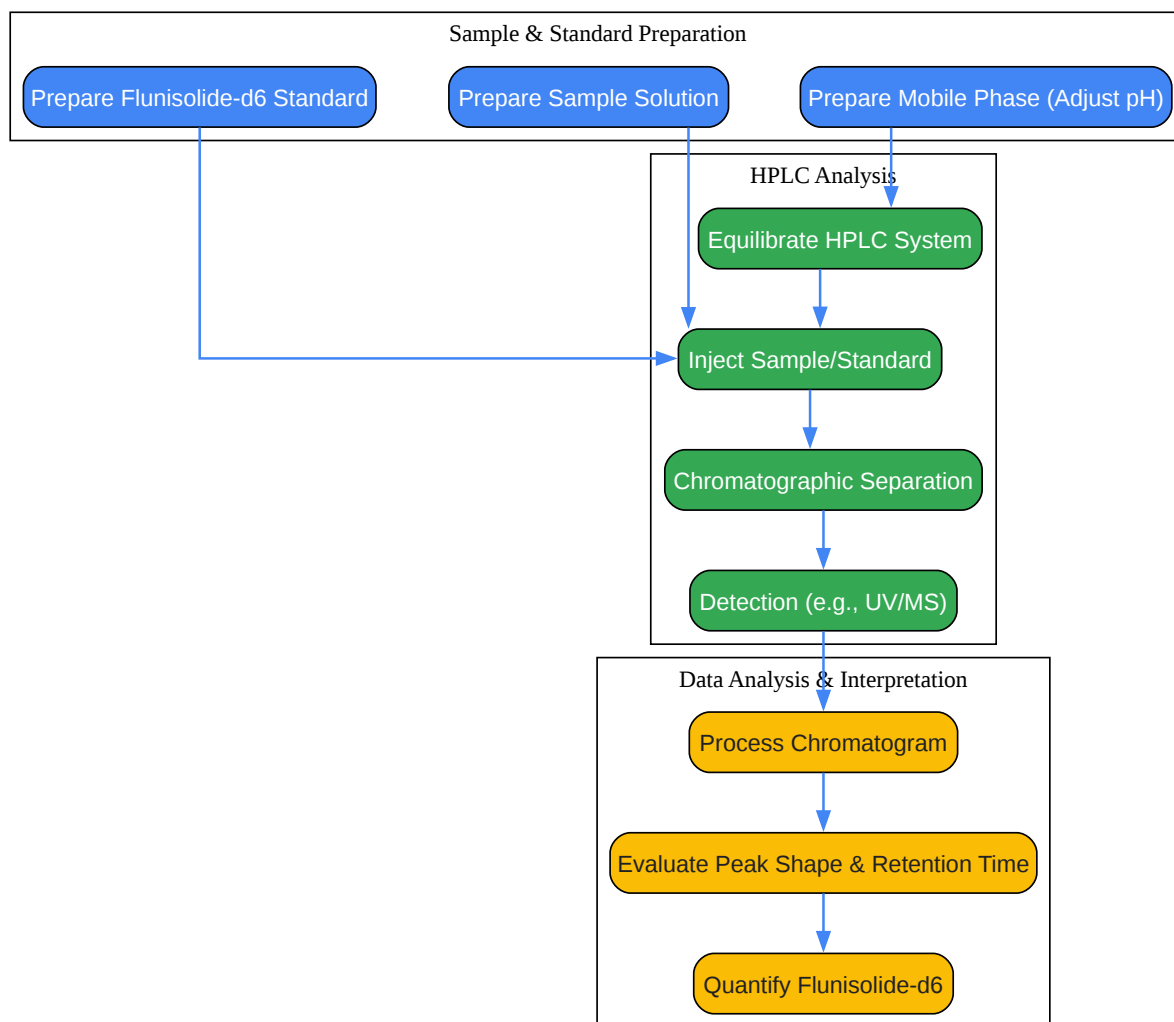 Sample & Standard Preparation
Prepare Flunisolide-d6 Standard
Prepare Sample Solution
Prepare Mobile Phase (Adjust pH)
HPLC Analysis
Equilibrate HPLC System
Inject Sample/Standard
Chromatographic Separation
Detection (e.g., UV/MS)
Data Analysis & Interpretation
Process Chromatogram
Evaluate Peak Shape & Retention Time
Quantify Flunisolide-d6